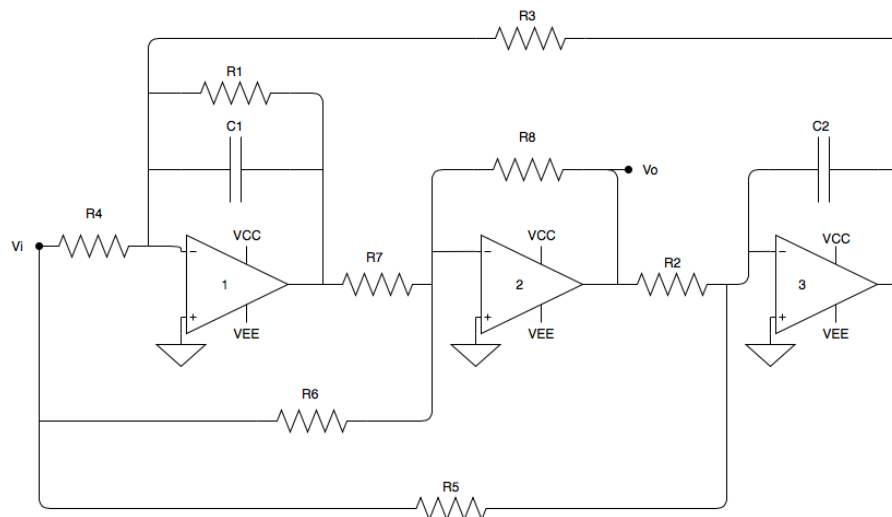 R3
R1
C1
R8
C2
Vo
R4
Vi
VCC
VCC
VCC
R7
R2
−
−
−
1
2
3
+
+
+
VEE
VEE
VEE
R6
R5